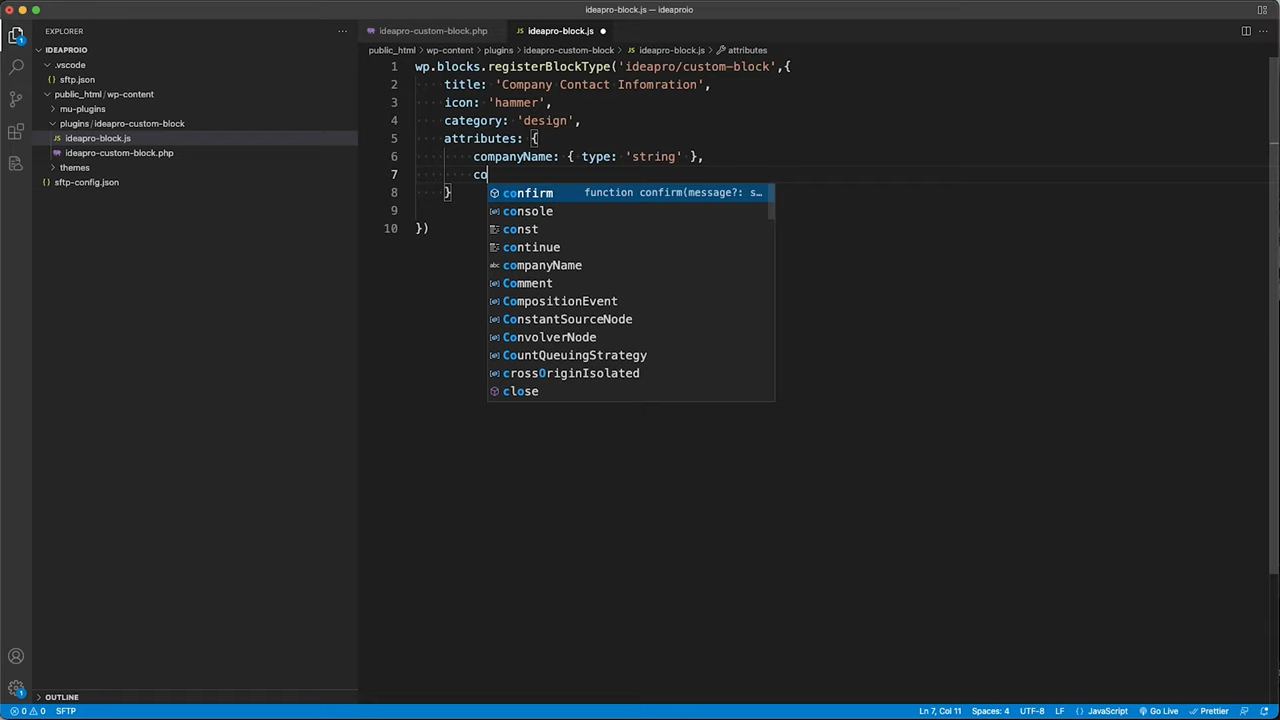 ideapro-block.js — ideaproio
EXPLORER
IDEAPROIO
.vscode
sftp.json
public_html / wp-content
mu-plugins
plugins / ideapro-custom-block
ideapro-block.js
ideapro-custom-block.php
themes
sftp-config.json
OUTLINE
ideapro-custom-block.php
ideapro-block.js
public_html > wp-content > plugins > ideapro-custom-block > ideapro-block.js > attributes
1 wp.blocks.registerBlockType('ideapro/custom-block',{
2 title: 'Company Contact Infomration',
3 icon: 'hammer',
4 category: 'design',
5 attributes: {
6 companyName: { type: 'string' },
7 co
8 }
9
10 })
confirm function confirm(message?: s…
console
const
continue
companyName
Comment
CompositionEvent
ConstantSourceNode
ConvolverNode
CountQueuingStrategy
crossOriginIsolated
close
0 0 SFTP Ln 7, Col 11 Spaces: 4 UTF-8 LF {} JavaScript Go Live Prettier